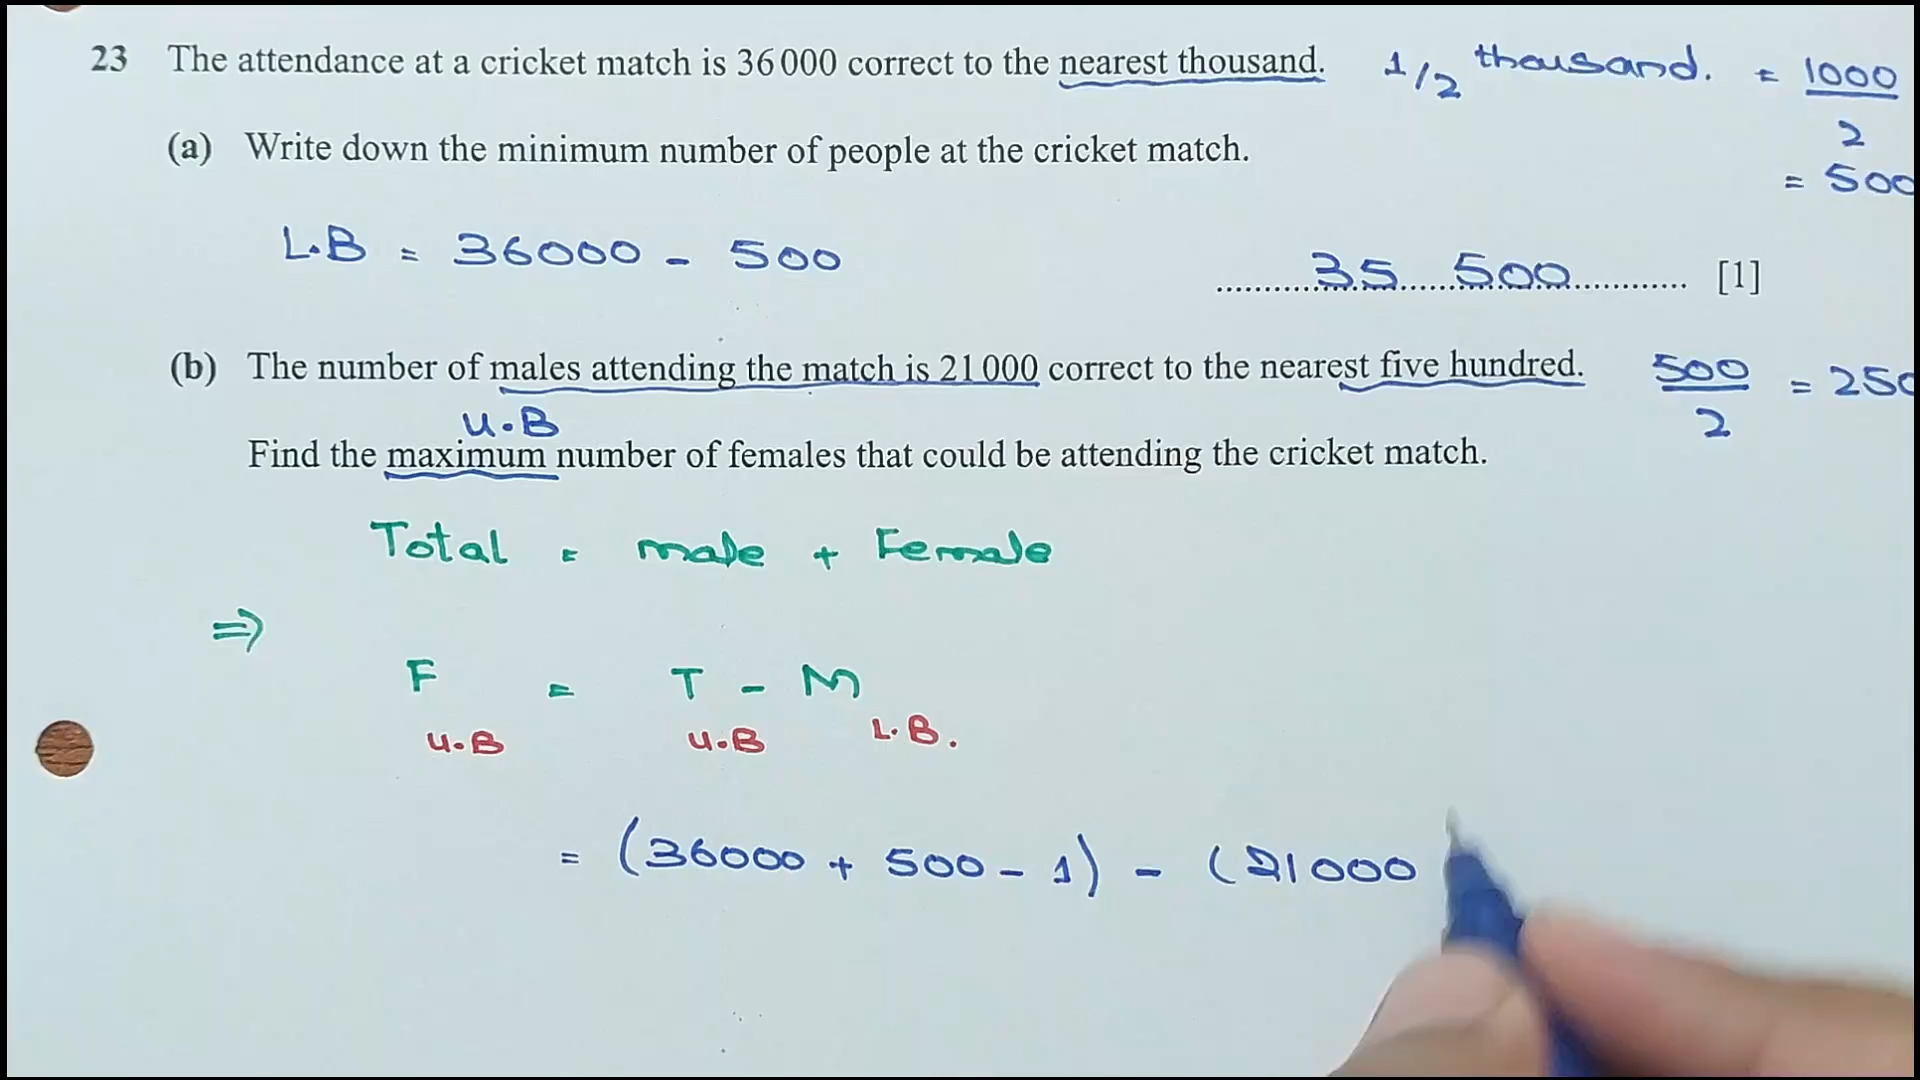 23 The attendance at a cricket match is 36 000 correct to the nearest thousand. 1/2 thousand. = 1000
2
(a) Write down the minimum number of people at the cricket match.
= 500
L.B = 36000 - 500
35 500 [1]
(b) The number of males attending the match is 21 000 correct to the nearest five hundred. 500 = 250
2
U.B
Find the maximum number of females that could be attending the cricket match.
Total = male + Female
⇒
F = T - M
U.B U.B L.B.
= (36000 + 500 - 1) - (21000